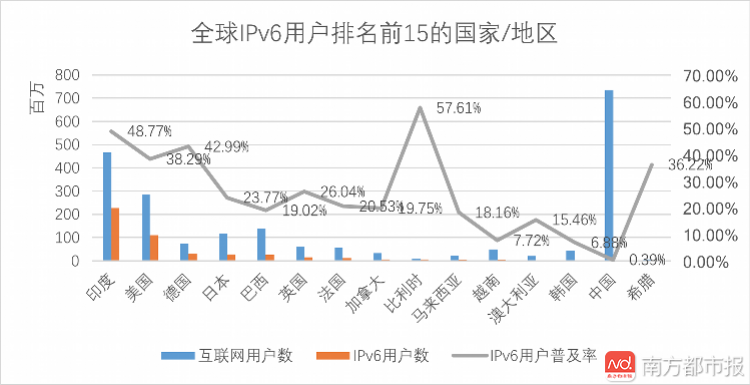 全球IPv6用户排名前15的国家/地区
百万
800
700
600
500
400
300
200
100
0
70.00%
60.00%
50.00%
40.00%
30.00%
20.00%
10.00%
0.00%
48.77%
38.29%
42.99%
23.77%
19.02%
26.04%
20.53%
19.75%
57.61%
18.16%
7.72%
15.46%
6.88%
0.39%
36.22%
印度
美国
德国
日本
巴西
英国
法国
加拿大
比利时
马来西亚
越南
澳大利亚
韩国
中国
希腊
互联网用户数 IPv6用户数 IPv6用户普及率
南方都市报 南方都市报